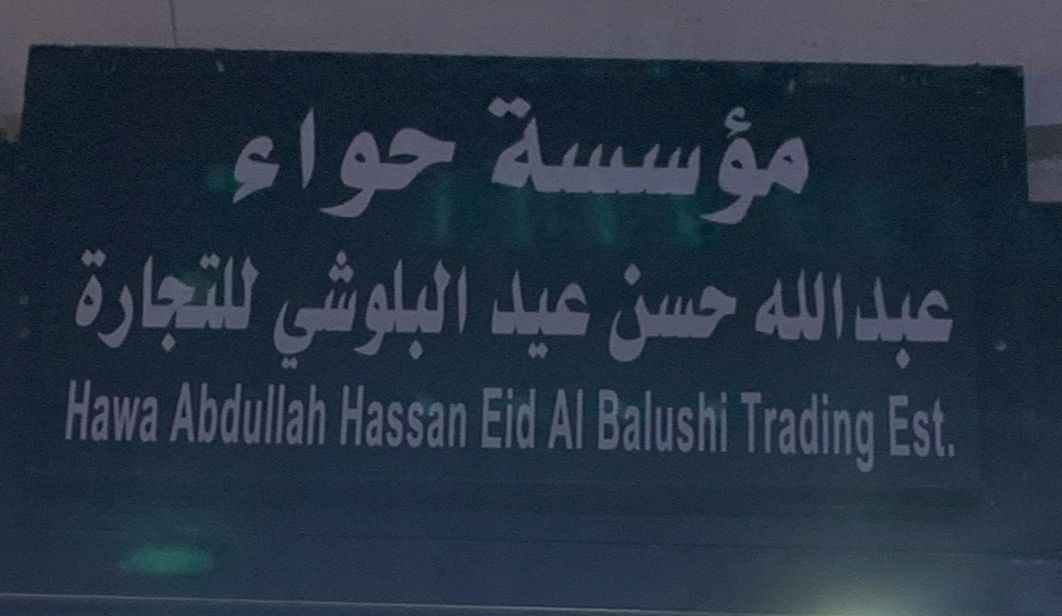 مؤسسة حواء
عبدالله حسن عيد البلوشي للتجارة
Hawa Abdullah Hassan Eid Al Balushi Trading Est.